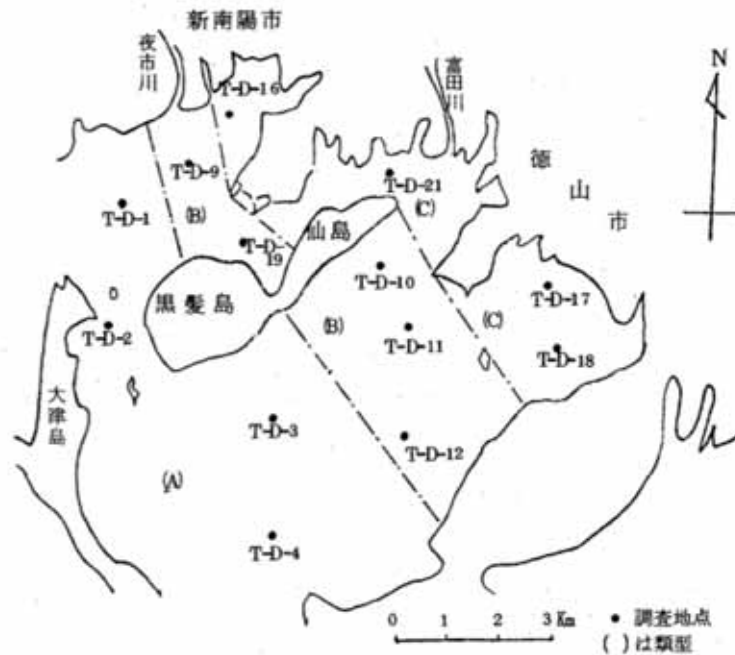 新南陽市
夜市川
富田川
N
T-D-16
T-D-9
T-D-21
徳山市
T-D-1
(B)
(C)
仙島
T-D-
19
T-D-10
T-D-17
黒髪島
(B)
(C)
T-D-2
T-D-11
T-D-18
大津島
T-D-3
T-D-12
(A)
T-D-4
0 1 2 3 Km
• 調査地点
( )は類型